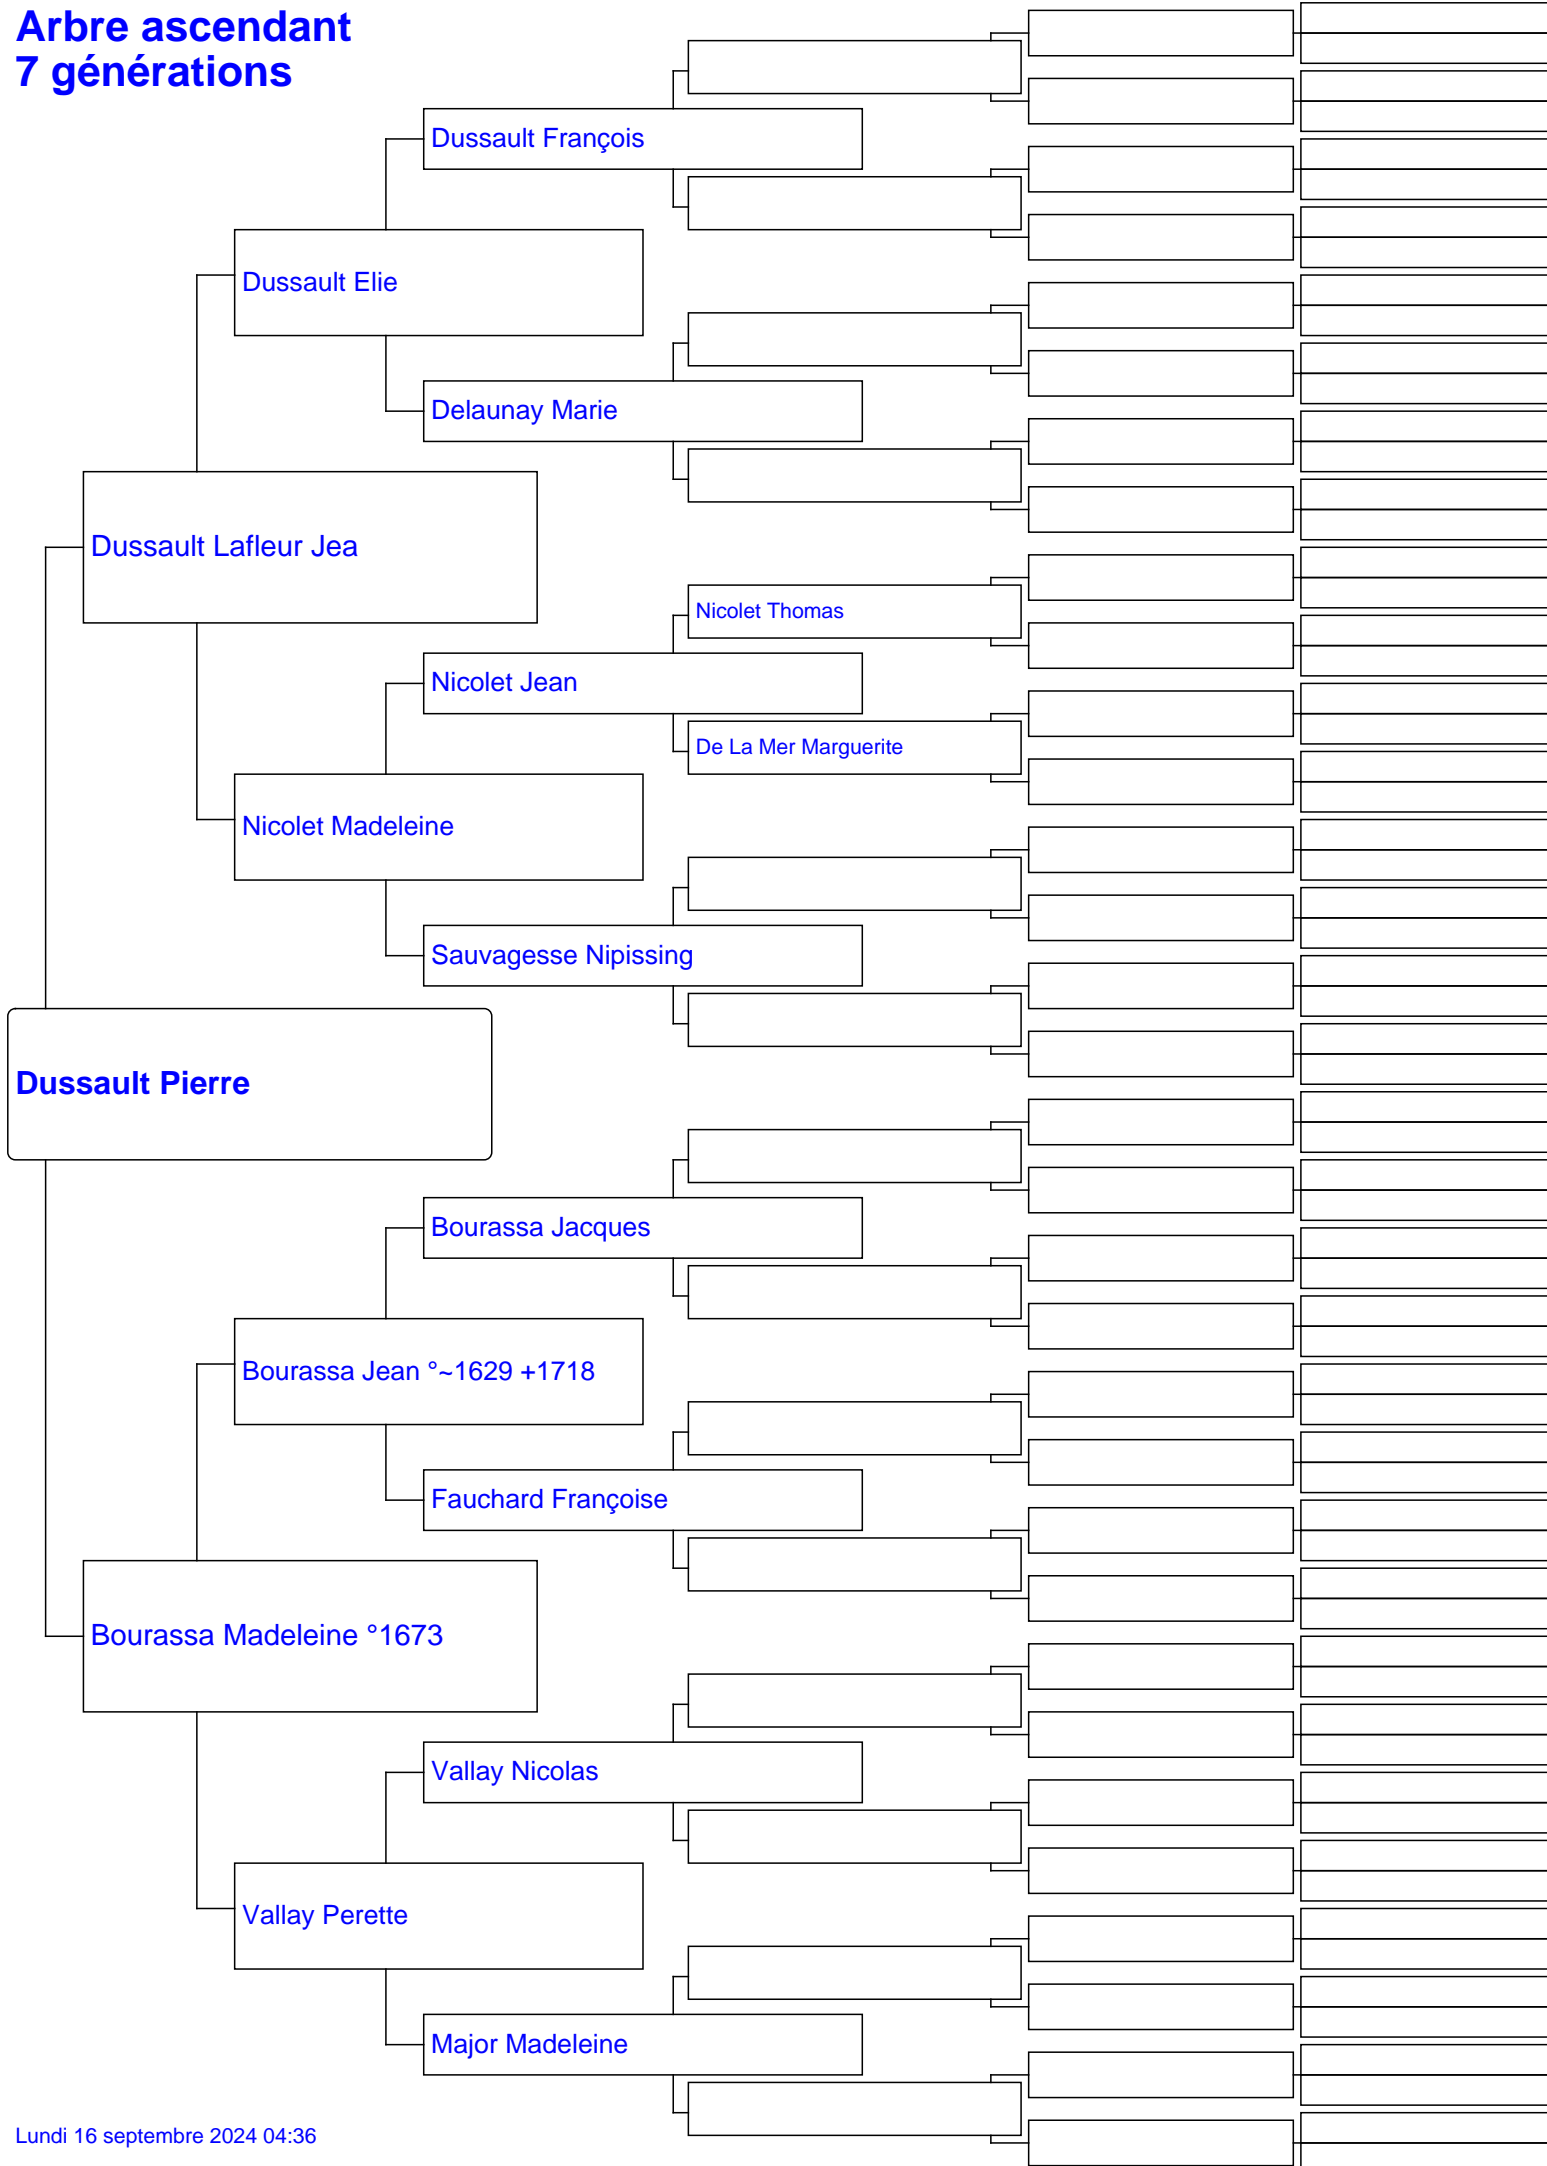 Arbre ascendant
7 générations
Dussault François
Dussault Elie
Delaunay Marie
Dussault Lafleur Jea
Nicolet Thomas
Nicolet Jean
De La Mer Marguerite
Nicolet Madeleine
Sauvagesse Nipissing
Dussault Pierre
Bourassa Jacques
Bourassa Jean °~1629 +1718
Fauchard Françoise
Bourassa Madeleine °1673
Vallay Nicolas
Vallay Perette
Major Madeleine
Lundi 16 septembre 2024 04:36